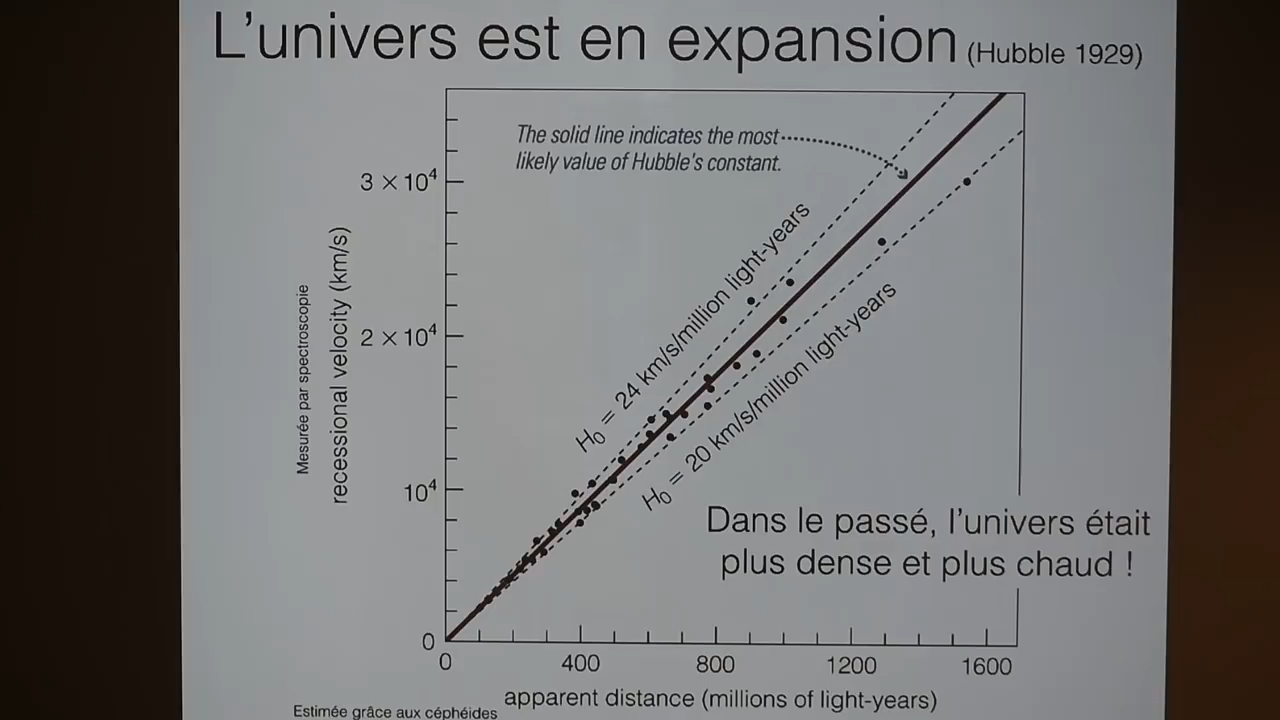 L'univers est en expansion (Hubble 1929)
The solid line indicates the most
likely value of Hubble's constant.
3 × 10⁴
2 × 10⁴
10⁴
0
Mesurée par spectroscopie
recessional velocity (km/s)
H₀ = 24 km/s/million light-years
H₀ = 20 km/s/million light-years
Dans le passé, l'univers était
plus dense et plus chaud !
0 400 800 1200 1600
apparent distance (millions of light-years)
Estimée grâce aux céphéides